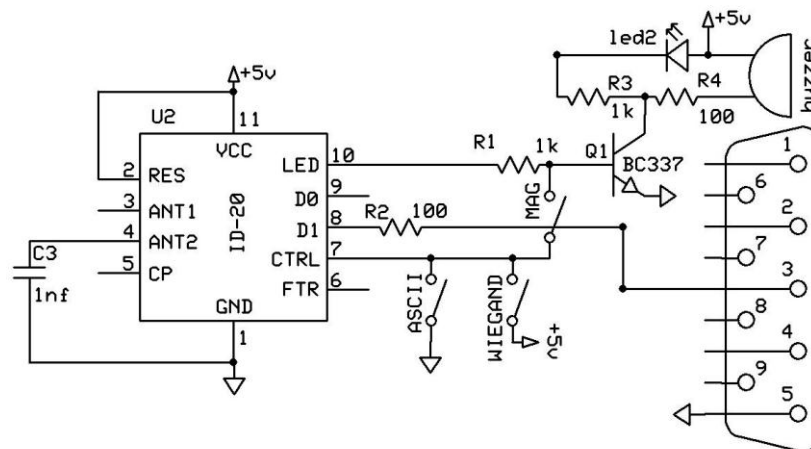 +5v
led2
buzzer
+5v
R3
R4
1k
100
U2
11
VCC
R1
1k
Q1
BC337
1
2
RES
LED
10
6
3
ANT1
D0
9
MAG
2
4
ANT2
ID-20
D1
8
R2
100
7
C3
CTRL
7
3
5
CP
FTR
6
1nf
ASCII
WIEGAND
+5v
8
GND
1
4
9
5